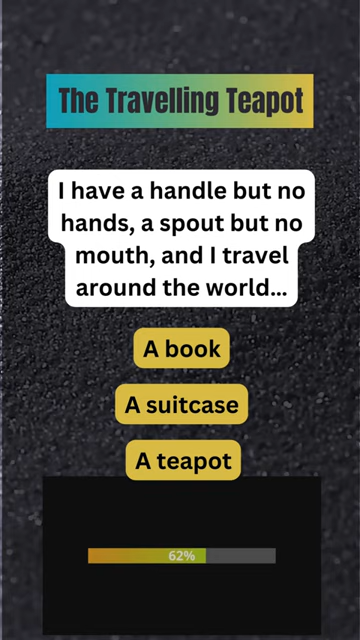 The Travelling Teapot
I have a handle but no
hands, a spout but no
mouth, and I travel
around the world...
A book
A suitcase
A teapot
62%